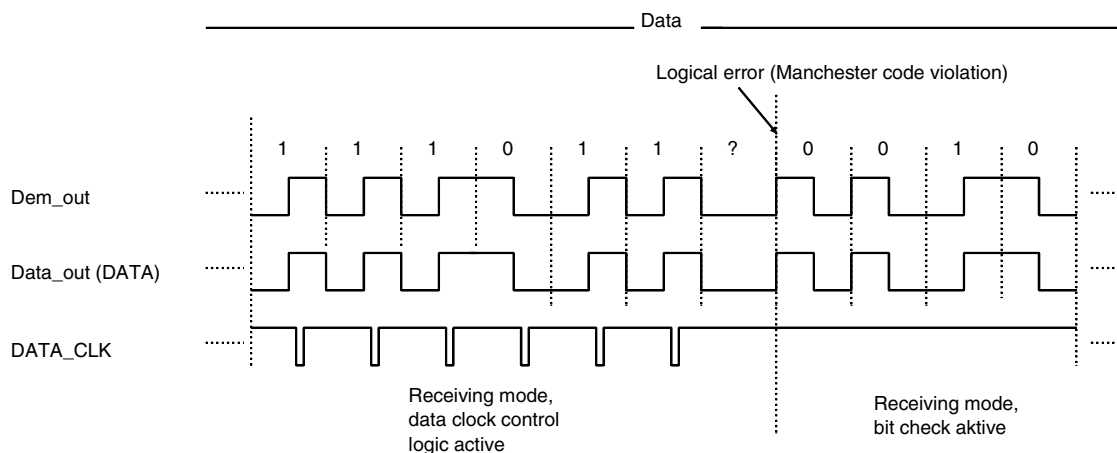 Data
Logical error (Manchester code violation)
1 1 1 0 1 1 ? 0 0 1 0
Dem_out
Data_out (DATA)
DATA_CLK
Receiving mode,
data clock control
logic active
Receiving mode,
bit check aktive